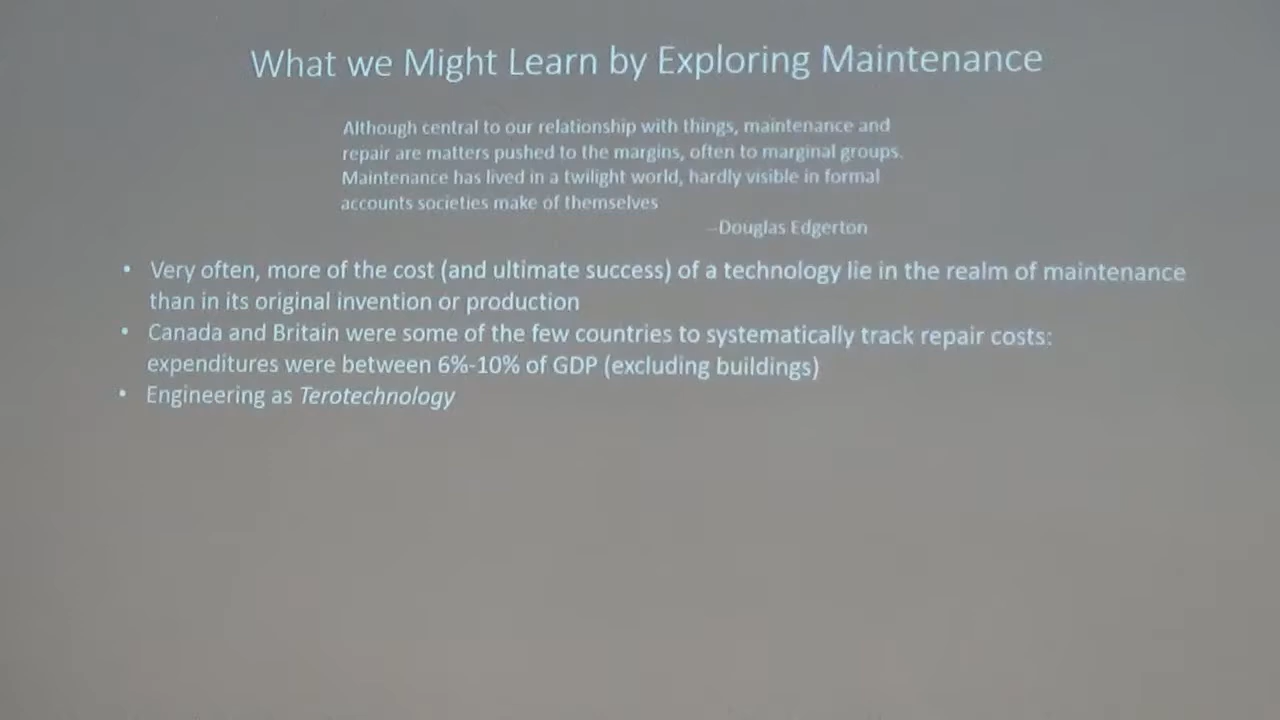 What we Might Learn by Exploring Maintenance
Although central to our relationship with things, maintenance and
repair are matters pushed to the margins, often to marginal groups.
Maintenance has lived in a twilight world, hardly visible in formal
accounts societies make of themselves
–Douglas Edgerton
• Very often, more of the cost (and ultimate success) of a technology lie in the realm of maintenance
than in its original invention or production
• Canada and Britain were some of the few countries to systematically track repair costs:
expenditures were between 6%-10% of GDP (excluding buildings)
• Engineering as Terotechnology